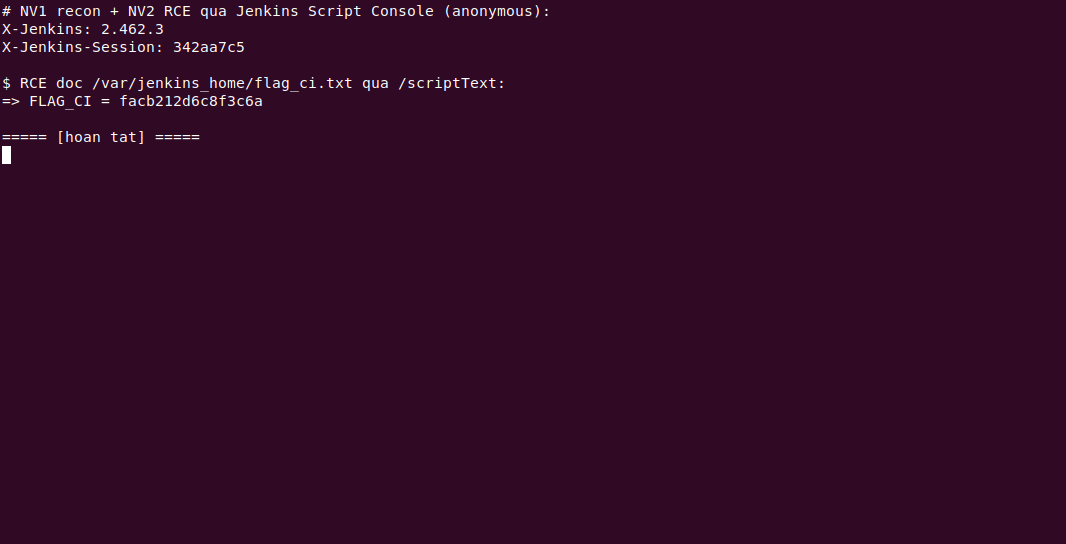 # NV1 recon + NV2 RCE qua Jenkins Script Console (anonymous):
X-Jenkins: 2.462.3
X-Jenkins-Session: 342aa7c5
$ RCE doc /var/jenkins_home/flag_ci.txt qua /scriptText:
=> FLAG_CI = facb212d6c8f3c6a
===== [hoan tat] =====